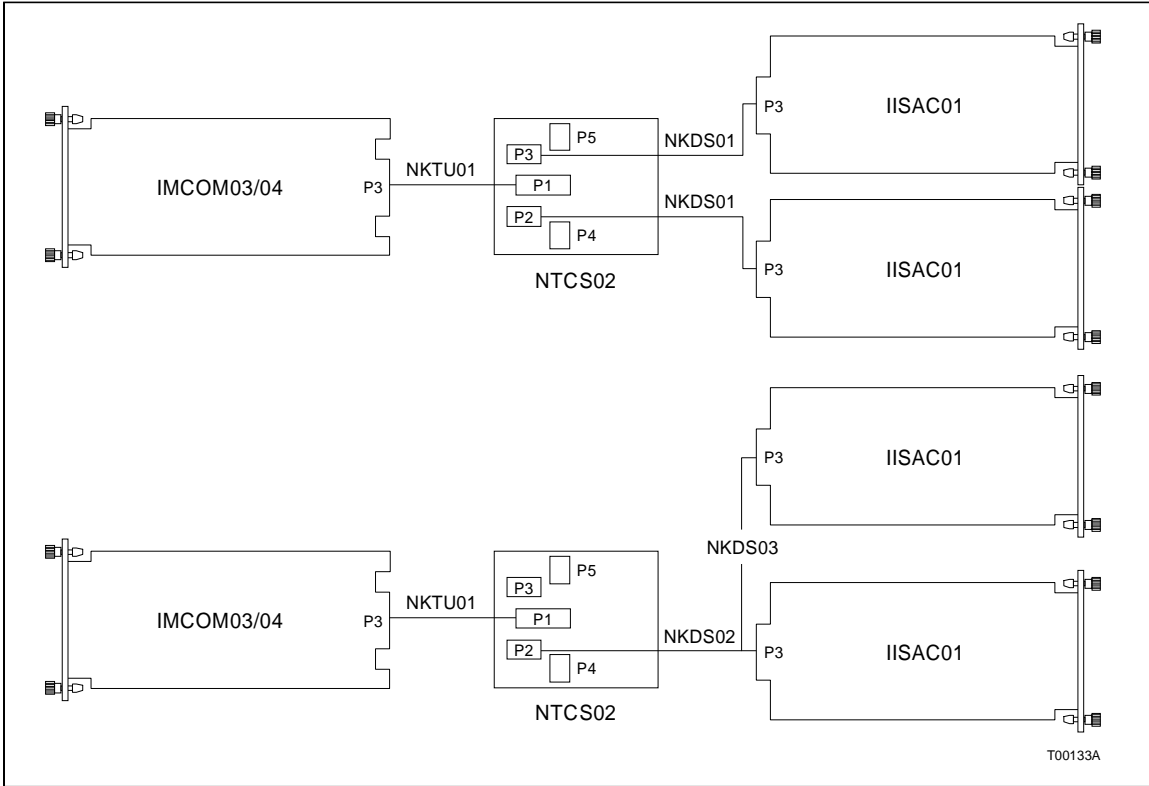 IMCOM03/04
P3
NKTU01
P5
P3
P1
P2
P4
NTCS02
NKDS01
NKDS01
P3
IISAC01
P3
IISAC01
IMCOM03/04
P3
NKTU01
P5
P3
P1
P2
P4
NTCS02
NKDS03
NKDS02
P3
IISAC01
P3
IISAC01
T00133A